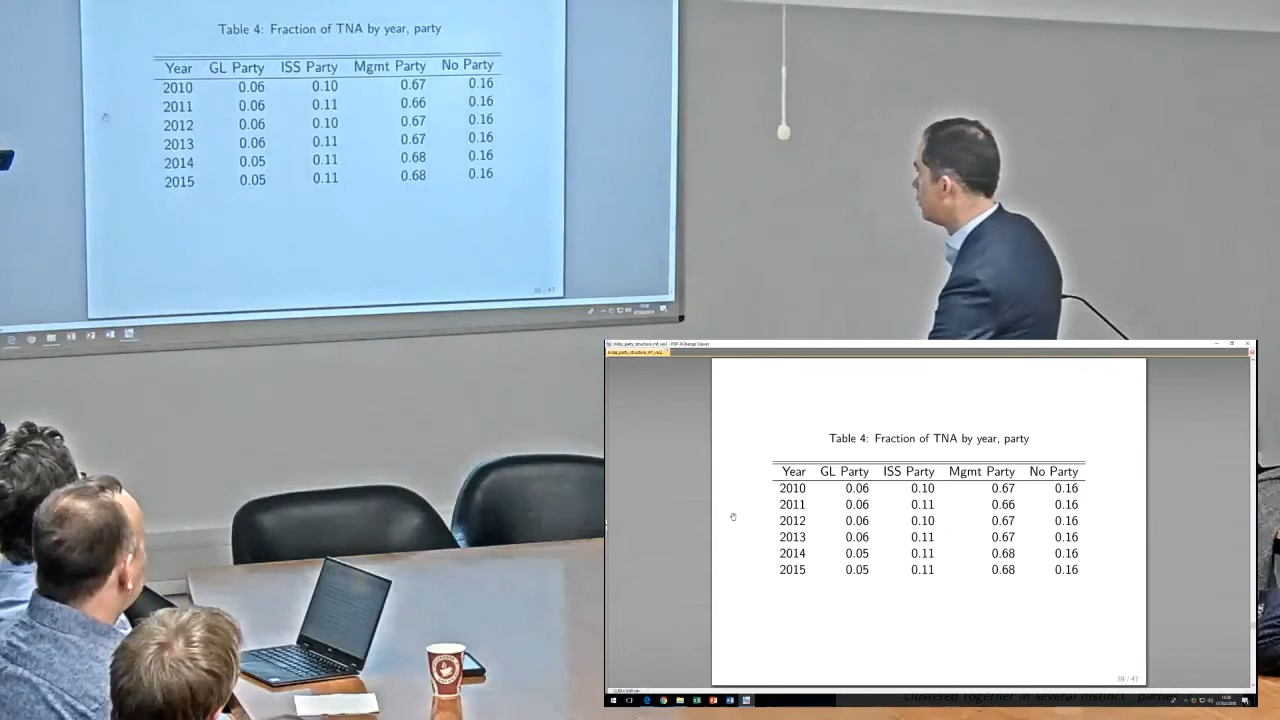 Table 4: Fraction of TNA by year, party
Year GL Party ISS Party Mgmt Party No Party
2010 0.06 0.10 0.67 0.16
2011 0.06 0.11 0.66 0.16
2012 0.06 0.10 0.67 0.16
2013 0.06 0.11 0.67 0.16
2014 0.05 0.11 0.68 0.16
2015 0.05 0.11 0.68 0.16
39 / 47
Table 4: Fraction of TNA by year, party
Year GL Party ISS Party Mgmt Party No Party
2010 0.06 0.10 0.67 0.16
2011 0.06 0.11 0.66 0.16
2012 0.06 0.10 0.67 0.16
2013 0.06 0.11 0.67 0.16
2014 0.05 0.11 0.68 0.16
2015 0.05 0.11 0.68 0.16
39 / 47